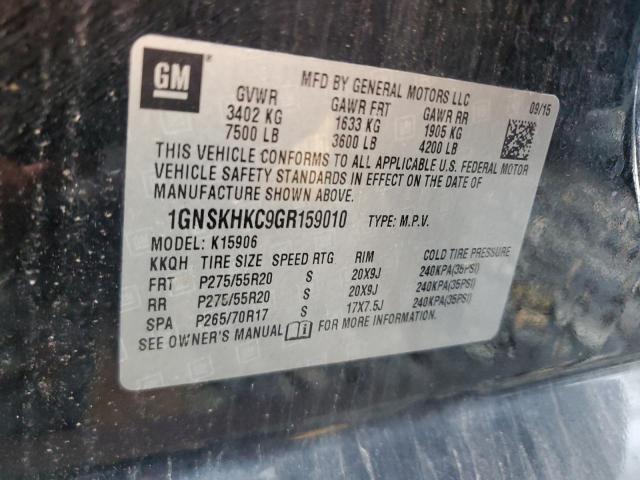 GM
MFD BY GENERAL MOTORS LLC 09/15
GVWR GAWR FRT GAWR RR
3402 KG 1633 KG 1905 KG
7500 LB 3600 LB 4200 LB
THIS VEHICLE CONFORMS TO ALL APPLICABLE U.S. FEDERAL MOTOR
VEHICLE SAFETY STANDARDS IN EFFECT ON THE DATE OF
MANUFACTURE SHOWN ABOVE.
1GNSKHKC9GR159010 TYPE: M.P.V.
MODEL: K15906
KKQH TIRE SIZE SPEED RTG RIM COLD TIRE PRESSURE
FRT P275/55R20 S 20X9J 240KPA(35PSI)
RR P275/55R20 S 20X9J 240KPA(35PSI)
SPA P265/70R17 S 17X7.5J 240KPA(35PSI)
SEE OWNER'S MANUAL FOR MORE INFORMATION.